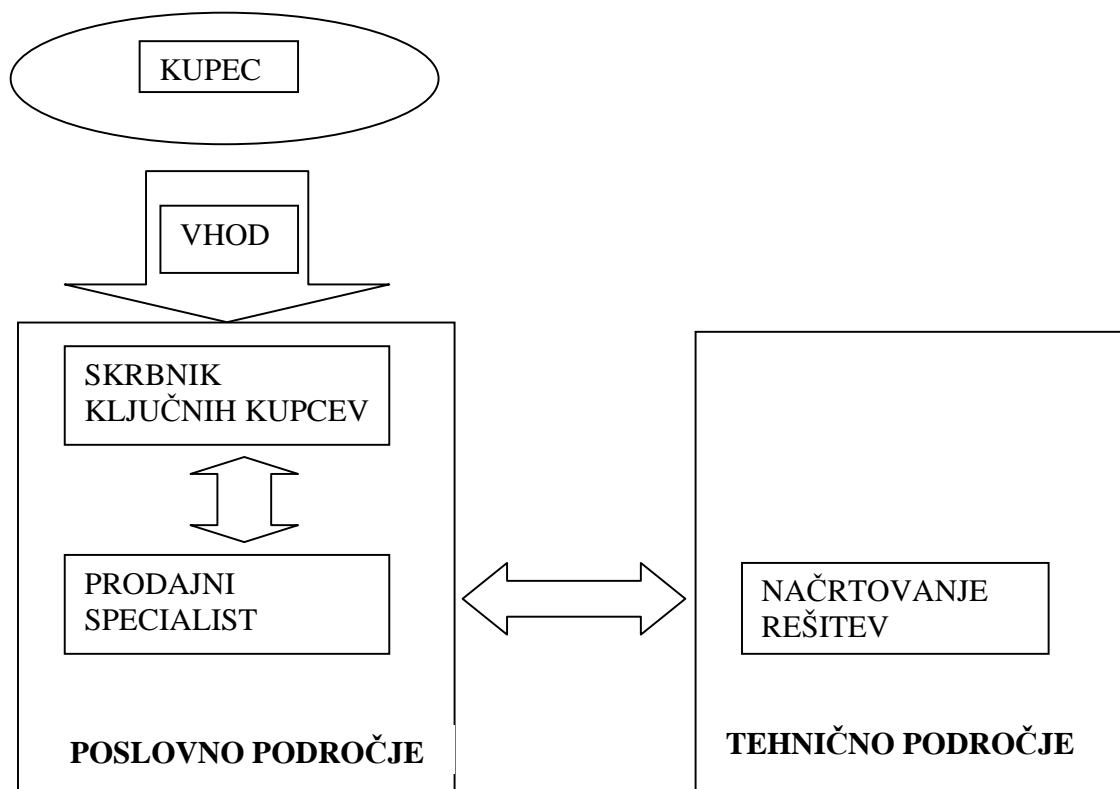 KUPEC
VHOD
SKRBNIK
KLJUČNIH KUPCEV
PRODAJNI
SPECIALIST
POSLOVNO PODROČJE
NAČRTOVANJE
REŠITEV
TEHNIČNO PODROČJE